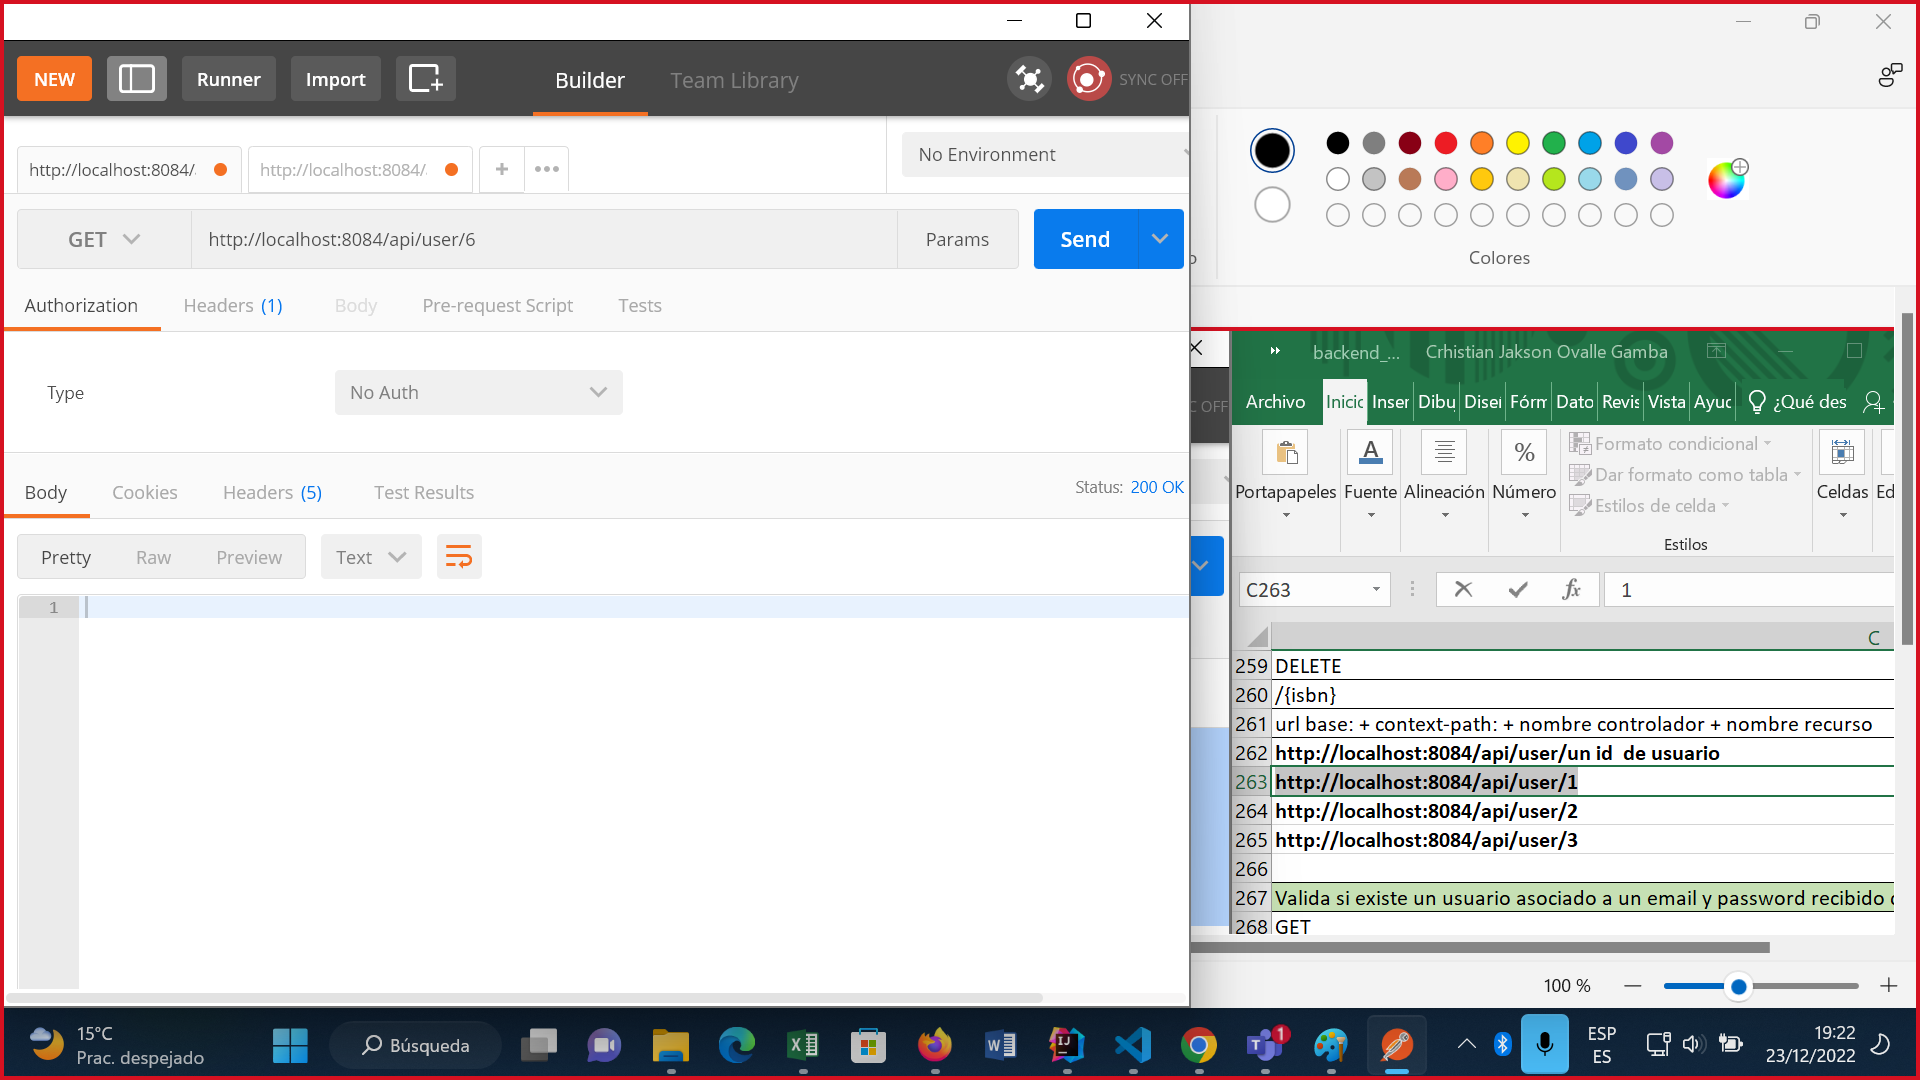 NEW
Runner
Import
Builder
Team Library
SYNC OFF
http://localhost:8084/
http://localhost:8084/
+
•••
No Environment
GET
http://localhost:8084/api/user/6
Params
Send
Authorization
Headers (1)
Body
Pre-request Script
Tests
Type
No Auth
Body
Cookies
Headers (5)
Test Results
Status: 200 OK
Pretty
Raw
Preview
Text
1
Colores
backend_...
Crhistian Jakson Ovalle Gamba
C OFF
Archivo
Inicic
Inser
Dibu
Disei
Fórm
Dato
Revis
Vista
Ayuc
¿Qué des
Portapapeles
Fuente
Alineación
%
Número
Formato condicional
Dar formato como tabla
Estilos de celda
Estilos
Celdas
Ed
C263
fx
1
C
259 DELETE
260 /{isbn}
261 url base: + context-path: + nombre controlador + nombre recurso
262 http://localhost:8084/api/user/un id  de usuario
263 http://localhost:8084/api/user/1
264 http://localhost:8084/api/user/2
265 http://localhost:8084/api/user/3
266
267 Valida si existe un usuario asociado a un email y password recibido
268 GET
100 %
15°C
Prac. despejado
Búsqueda
1
ESP
ES
19:22
23/12/2022